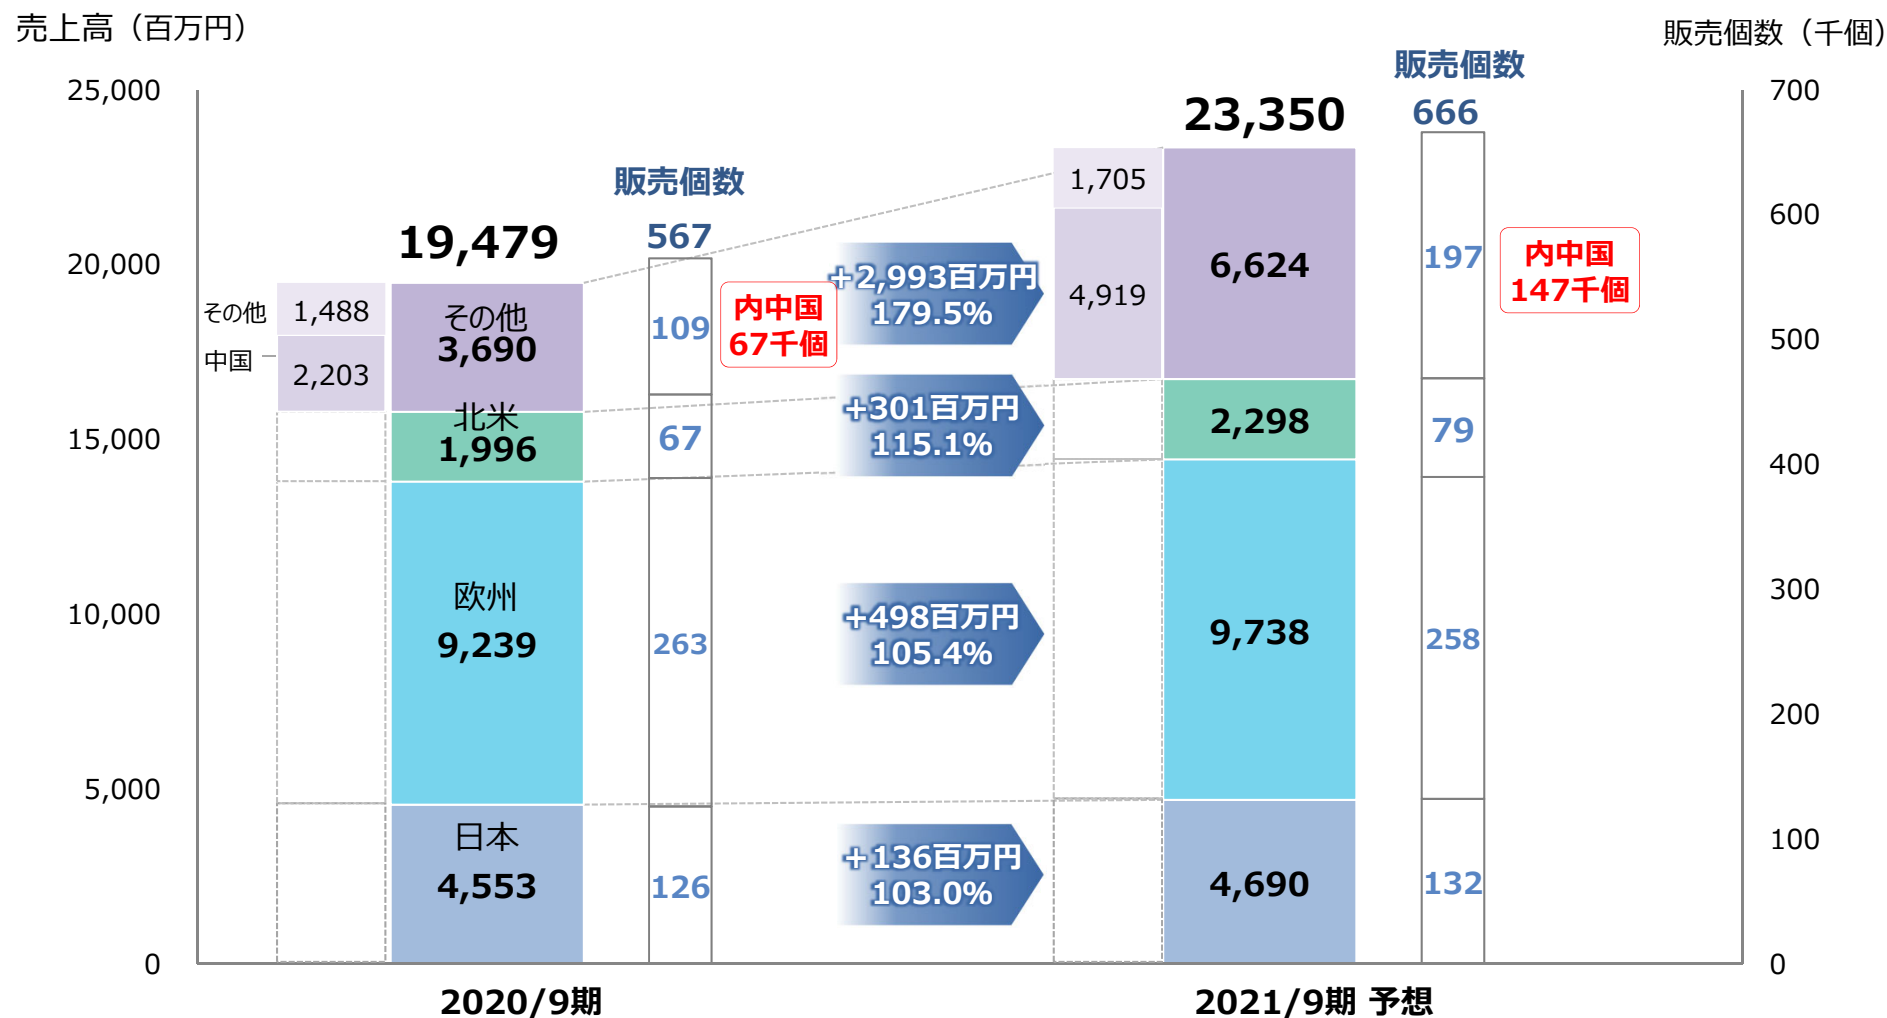 売上高（百万円）
販売個数（千個）
25,000
20,000
15,000
10,000
5,000
0
700
600
500
400
300
200
100
0
19,479
販売個数
567
その他
1,488
中国
2,203
その他
3,690
北米
1,996
欧州
9,239
日本
4,553
109
67
263
126
内中国
67千個
+2,993百万円
179.5%
+301百万円
115.1%
+498百万円
105.4%
+136百万円
103.0%
23,350
販売個数
666
1,705
4,919
6,624
2,298
9,738
4,690
197
79
258
132
内中国
147千個
2020/9期
2021/9期 予想